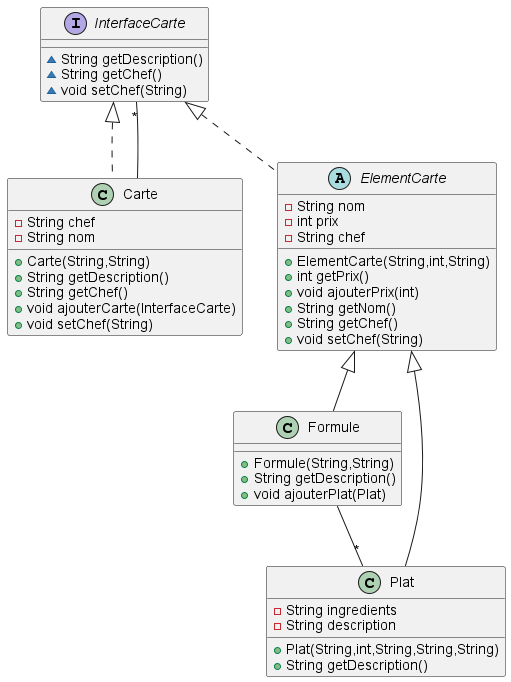 I InterfaceCarte
String getDescription()
String getChef()
void setChef(String)
*
C Carte
String chef
String nom
Carte(String,String)
String getDescription()
String getChef()
void ajouterCarte(InterfaceCarte)
void setChef(String)
A ElementCarte
String nom
int prix
String chef
ElementCarte(String,int,String)
int getPrix()
void ajouterPrix(int)
String getNom()
String getChef()
void setChef(String)
C Formule
Formule(String,String)
String getDescription()
void ajouterPlat(Plat)
*
C Plat
String ingredients
String description
Plat(String,int,String,String,String)
String getDescription()